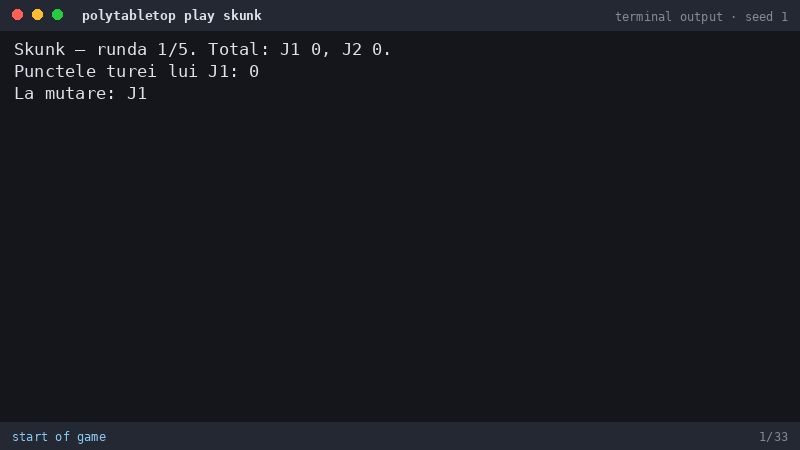 polytabletop play skunk
terminal output · seed 1
Skunk — runda 1/5. Total: J1 0, J2 0.
Punctele turei lui J1: 0
La mutare: J1
start of game
1/33